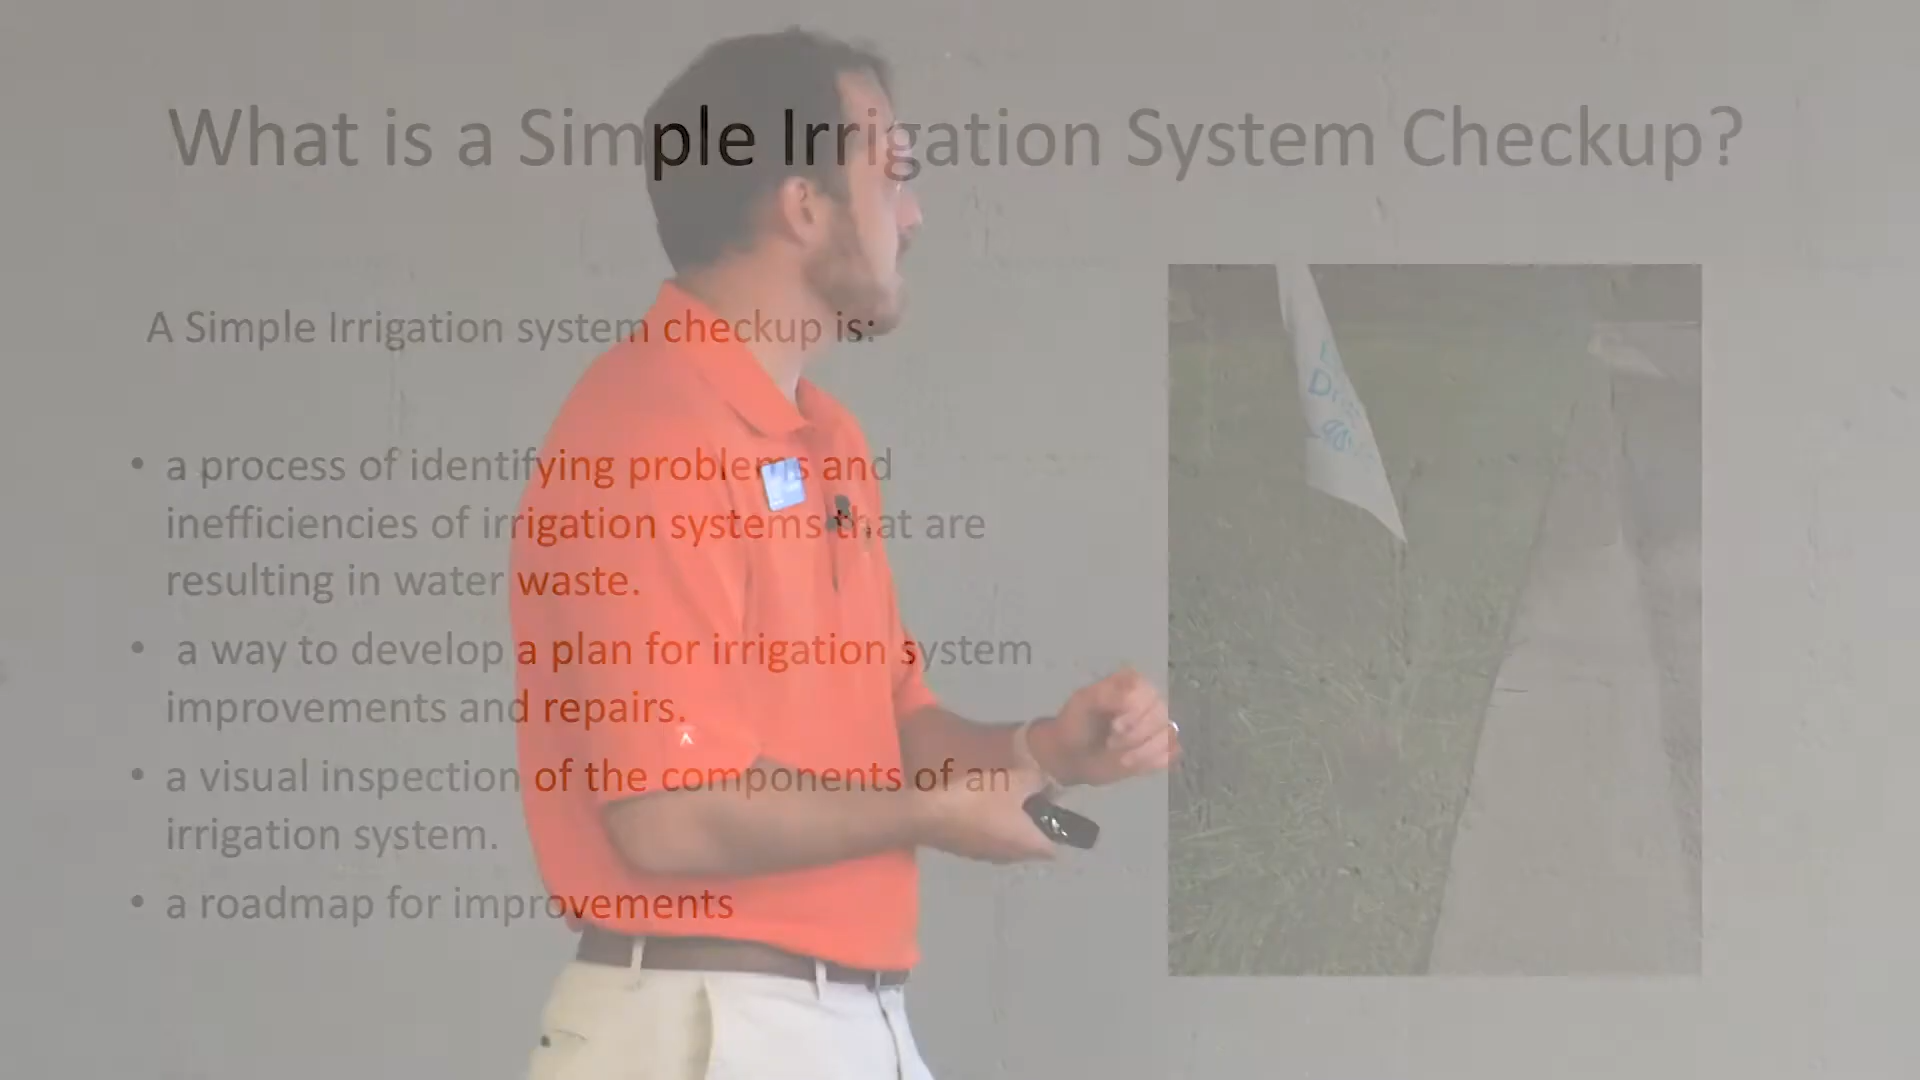 What is a Simple Irrigation System Checkup?
A Simple Irrigation system checkup is:
• a process of identifying problems and
inefficiencies of irrigation systems that are
resulting in water waste.
• a way to develop a plan for irrigation system
improvements and repairs.
• a visual inspection of the components of an
irrigation system.
• a roadmap for improvements